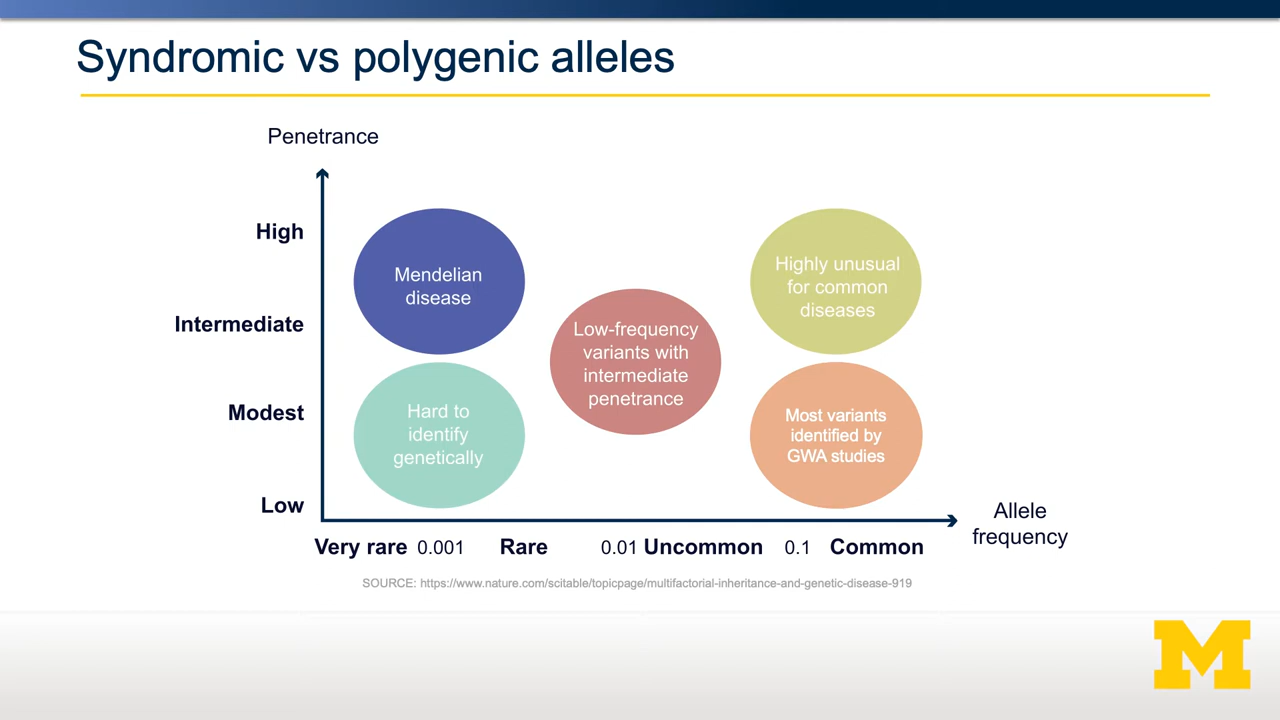 Syndromic vs polygenic alleles
Penetrance
High
Intermediate
Modest
Low
Mendelian
disease
Hard to
identify
genetically
Low-frequency
variants with
intermediate
penetrance
Highly unusual
for common
diseases
Most variants
identified by
GWA studies
Very rare 0.001 Rare 0.01 Uncommon 0.1 Common
Allele
frequency
SOURCE: https://www.nature.com/scitable/topicpage/multifactorial-inheritance-and-genetic-disease-919
M